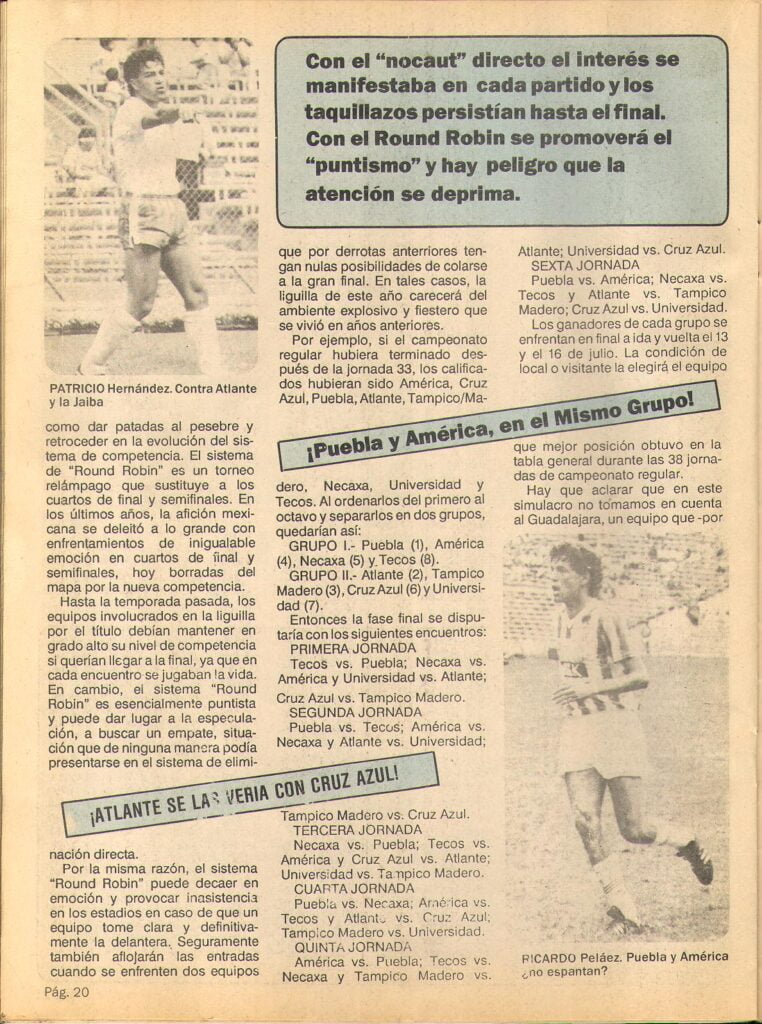 Con el "nocaut" directo el interés se
manifestaba en cada partido y los
taquillazos persistían hasta el final.
Con el Round Robin se promoverá el
"puntismo" y hay peligro que la
atención se deprima.
PATRICIO Hernández. Contra Atlante
y la Jaiba
como dar patadas al pesebre y
retroceder en la evolución del sis-
tema de competencia. El sistema
de "Round Robin" es un torneo
relámpago que sustituye a los
cuartos de final y semifinales. En
los últimos años, la afición mexi-
cana se deleitó a lo grande con
enfrentamientos de inigualable
emoción en cuartos de final y
semifinales, hoy borradas del
mapa por la nueva competencia.
Hasta la temporada pasada, los
equipos involucrados en la liguilla
por el título debían mantener en
grado alto su nivel de competencia
si querían llegar a la final, ya que en
cada encuentro se jugaban la vida.
En cambio, el sistema "Round
Robin" es esencialmente puntista
y puede dar lugar a la especula-
ción, a buscar un empate, situa-
ción que de ninguna manera podía
presentarse en el sistema de elimi-
¡ATLANTE SE LAS VERIA CON CRUZ AZUL!
nación directa.
Por la misma razón, el sistema
"Round Robin" puede decaer en
emoción y provocar inasistencia
en los estadios en caso de que un
equipo tome clara y definitiva-
mente la delantera. Seguramente
también aflojarán las entradas
cuando se enfrenten dos equipos
que por derrotas anterriores ten-
gan nulas posibilidades de colarse
a la gran final. En tales casos, la
liguilla de este año carecerá del
ambiente explosivo y fiestero que
se vivió en años anteriores.
Por ejemplo, si el campeonato
regular hubiera terminado des-
pués de la jornada 33, los califica-
dos hubieran sido América, Cruz
Azul, Puebla, Atlante, Tampico/Ma-
¡Puebla y América, en el Mismo Grupo!
dero, Necaxa, Universidad y
Tecos. Al ordenarlos del primero al
octavo y separarlos en dos grupos,
quedarían así:
GRUPO I.- Puebla (1), América
(4), Necaxa (5) y Tecos (8).
GRUPO II.- Atlante (2), Tampico
Madero (3), Cruz Azul (6) y Universi-
dad (7).
Entonces la fase final se dispu-
taría con los siguientes encuentros:
PRIMERA JORNADA
Tecos vs. Puebla; Necaxa vs.
América y Universidad vs. Atlante;
Cruz Azul vs. Tampico Madero.
SEGUNDA JORNADA
Puebla vs. Tecos; América vs.
Necaxa y Atlante vs. Universidad;
Tampico Madero vs. Cruz Azul.
TERCERA JORNADA
Necaxa vs. Puebla; Tecos vs.
América y Cruz Azul vs. Atlante;
Universidad vs. Tampico Madero.
CUARTA JORNADA
Puebla vs. Necaxa; América vs.
Tecos y Atlante vs. Cruz Azul;
Tampico Madero vs. Universidad.
QUINTA JORNADA
América vs. Puebla; Tecos vs.
Necaxa y Tampico Madero vs.
Atlante; Universidad vs. Cruz Azul.
SEXTA JORNADA
Puebla vs. América; Necaxa vs.
Tecos y Atlante vs. Tampico
Madero; Cruz Azul vs. Universidad.
Los ganadores de cada grupo se
enfrentan en final a ida y vuelta el 13
y el 16 de julio. La condición de
local o visitante la elegirá el equipo
que mejor posición obtuvo en la
tabla general durante las 38 jorna-
das de campeonato regular.
Hay que aclarar que en este
simulacro no tomamos en cuenta
al Guadalajara, un equipo que -por
RICARDO Peláez. Puebla y América
¿no espantan?
Pág. 20